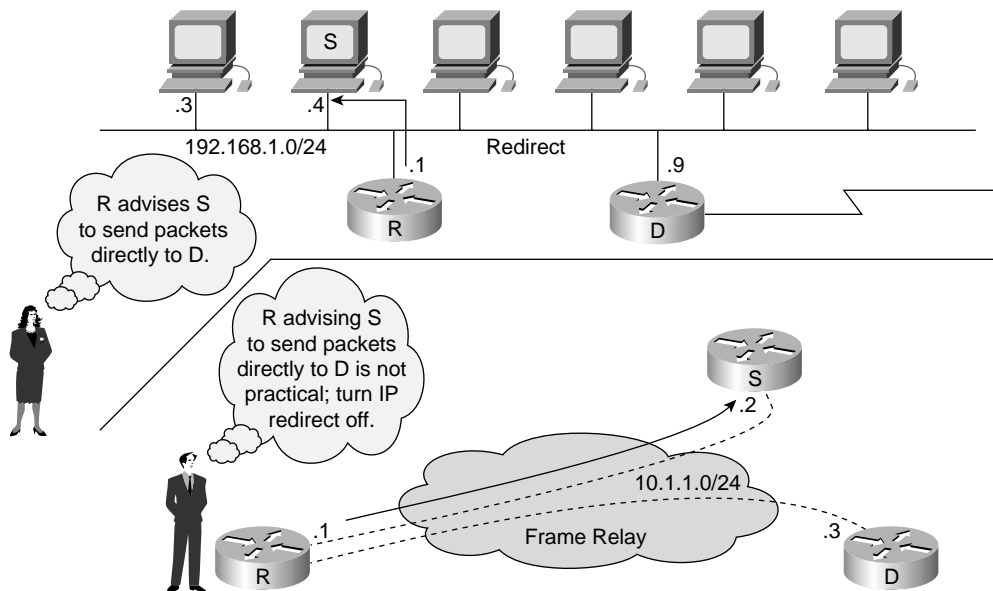 S
.3
.4
192.168.1.0/24
Redirect
.1
.9
R
D
R advises S
to send packets
directly to D.
R advising S
to send packets
directly to D is not
practical; turn IP
redirect off.
S
.2
10.1.1.0/24
.1
Frame Relay
.3
R
D